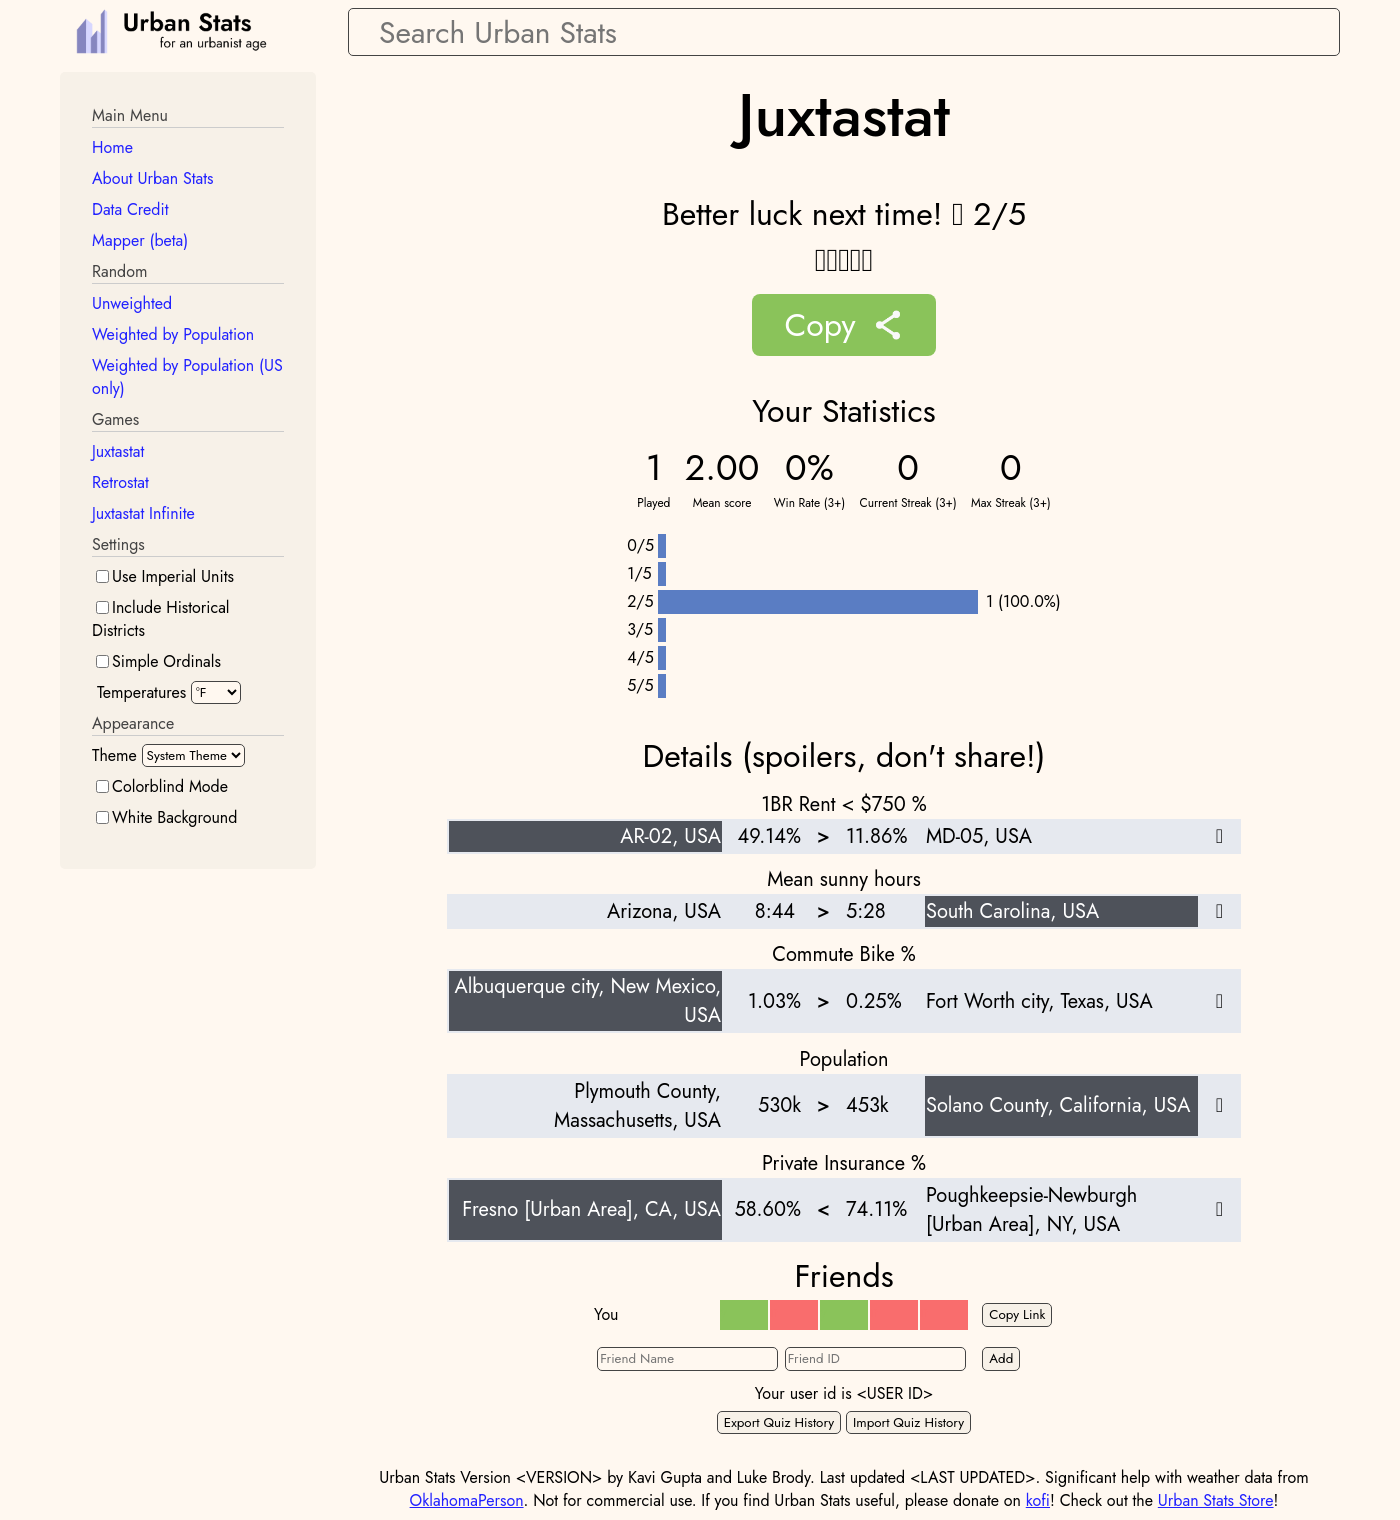 Urban Stats
for an urbanist age
Search Urban Stats
Main Menu
Home
About Urban Stats
Data Credit
Mapper (beta)
Random
Unweighted
Weighted by Population
Weighted by Population (US
only)
Games
Juxtastat
Retrostat
Juxtastat Infinite
Settings
Use Imperial Units
Include Historical
Districts
Simple Ordinals
Temperatures °F
Appearance
Theme System Theme
Colorblind Mode
White Background
Juxtastat
Better luck next time! 2/5
Copy
Your Statistics
1 2.00 0% 0 0
Played Mean score Win Rate (3+) Current Streak (3+) Max Streak (3+)
0/5
1/5
2/5 1 (100.0%)
3/5
4/5
5/5
Details (spoilers, don't share!)
1BR Rent < $750 %
AR-02, USA 49.14% > 11.86% MD-05, USA
Mean sunny hours
Arizona, USA 8:44 > 5:28 South Carolina, USA
Commute Bike %
Albuquerque city, New Mexico,
USA 1.03% > 0.25% Fort Worth city, Texas, USA
Population
Plymouth County,
Massachusetts, USA 530k > 453k Solano County, California, USA
Private Insurance %
Fresno [Urban Area], CA, USA 58.60% < 74.11% Poughkeepsie-Newburgh
[Urban Area], NY, USA
Friends
You Copy Link
Friend Name Friend ID Add
Your user id is <USER ID>
Export Quiz History Import Quiz History
Urban Stats Version <VERSION> by Kavi Gupta and Luke Brody. Last updated <LAST UPDATED>. Significant help with weather data from
OklahomaPerson. Not for commercial use. If you find Urban Stats useful, please donate on kofi! Check out the Urban Stats Store!